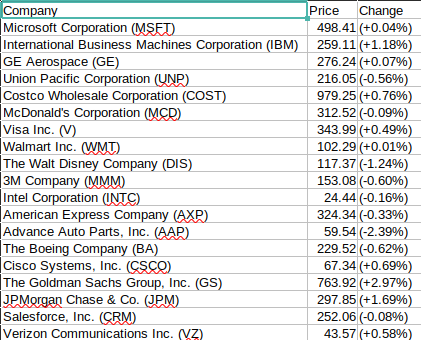 Company Price Change
Microsoft Corporation (MSFT) 498.41 (+0.04%)
International Business Machines Corporation (IBM) 259.11 (+1.18%)
GE Aerospace (GE) 276.24 (+0.07%)
Union Pacific Corporation (UNP) 216.05 (-0.56%)
Costco Wholesale Corporation (COST) 979.25 (+0.76%)
McDonald's Corporation (MCD) 312.52 (-0.09%)
Visa Inc. (V) 343.99 (+0.49%)
Walmart Inc. (WMT) 102.29 (+0.01%)
The Walt Disney Company (DIS) 117.37 (-1.24%)
3M Company (MMM) 153.08 (-0.60%)
Intel Corporation (INTC) 24.44 (-0.16%)
American Express Company (AXP) 324.34 (-0.33%)
Advance Auto Parts, Inc. (AAP) 59.54 (-2.39%)
The Boeing Company (BA) 229.52 (-0.62%)
Cisco Systems, Inc. (CSCO) 67.34 (+0.69%)
The Goldman Sachs Group, Inc. (GS) 763.92 (+2.97%)
JPMorgan Chase & Co. (JPM) 297.85 (+1.69%)
Salesforce, Inc. (CRM) 252.06 (-0.08%)
Verizon Communications Inc. (VZ) 43.57 (+0.58%)